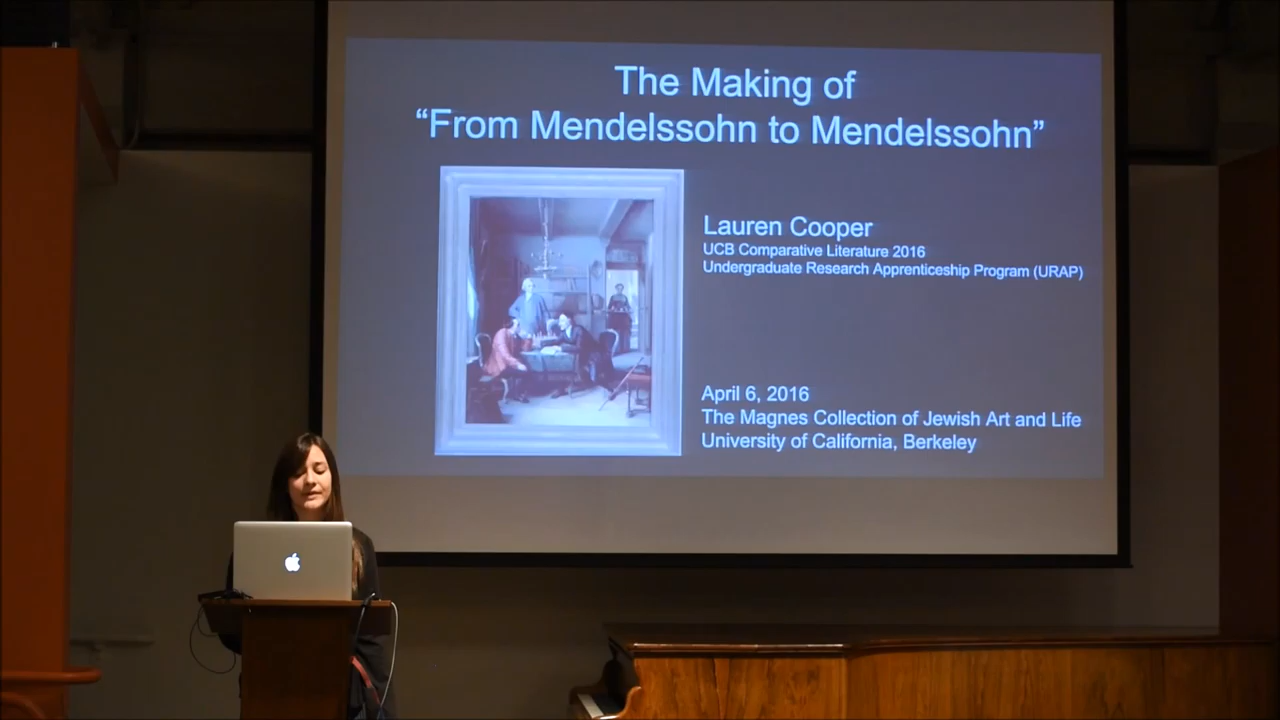 The Making of
“From Mendelssohn to Mendelssohn”
Lauren Cooper
UCB Comparative Literature 2016
Undergraduate Research Apprenticeship Program (URAP)
April 6, 2016
The Magnes Collection of Jewish Art and Life
University of California, Berkeley